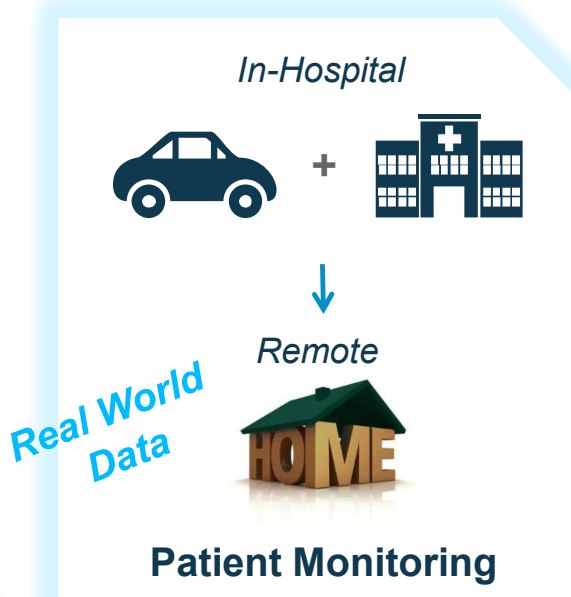 In-Hospital
+
Remote
Real World
Data
HOME
Patient Monitoring